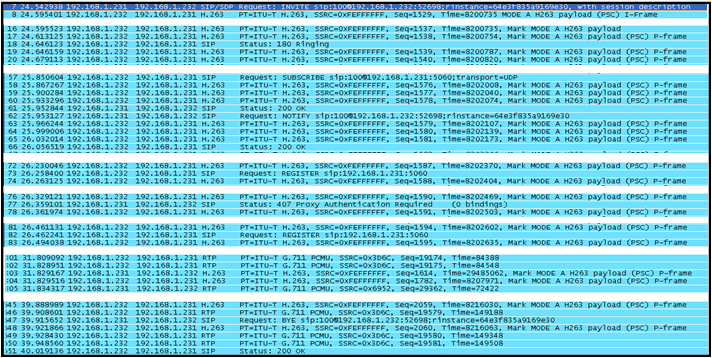 7 24.542953 192.168.1.231 192.168.1.232 SIP/SDP Request: INVITE sip:100@192.168.1.232:52698;rinstance=64e3f835a9169e30, with session description
8 24.595401 192.168.1.232 192.168.1.231 H.263 PT=ITU-T H.263, SSRC=0xFEFFFFFF, Seq=1529, Time=8200735 MODE A H263 payload (PSC) I-Frame
16 24.595523 192.168.1.232 192.168.1.231 H.263 PT=ITU-T H.263, SSRC=0xFEFFFFFF, Seq=1537, Time=8200735, Mark MODE A H263 payload
17 24.613125 192.168.1.232 192.168.1.231 H.263 PT=ITU-T H.263, SSRC=0xFEFFFFFF, Seq=1538, Time=8200754, Mark MODE A H263 payload (PSC) P-frame
18 24.646123 192.168.1.232 192.168.1.231 SIP Status: 180 Ringing
19 24.646159 192.168.1.232 192.168.1.231 H.263 PT=ITU-T H.263, SSRC=0xFEFFFFFF, Seq=1539, Time=8200787, Mark MODE A H263 payload (PSC) P-frame
20 24.679113 192.168.1.232 192.168.1.231 H.263 PT=ITU-T H.263, SSRC=0xFEFFFFFF, Seq=1540, Time=8200820, Mark MODE A H263 payload (PSC) P-frame
57 25.850604 192.168.1.232 192.168.1.231 SIP Request: SUBSCRIBE sip:100@192.168.1.231:5060;transport=UDP
58 25.867267 192.168.1.232 192.168.1.231 H.263 PT=ITU-T H.263, SSRC=0xFEFFFFFF, Seq=1576, Time=8202008, Mark MODE A H263 payload (PSC) P-frame
59 25.900284 192.168.1.232 192.168.1.231 H.263 PT=ITU-T H.263, SSRC=0xFEFFFFFF, Seq=1577, Time=8202040, Mark MODE A H263 payload (PSC) P-frame
60 25.933296 192.168.1.232 192.168.1.231 H.263 PT=ITU-T H.263, SSRC=0xFEFFFFFF, Seq=1578, Time=8202074, Mark MODE A H263 payload (PSC) P-frame
61 25.952844 192.168.1.231 192.168.1.232 SIP Status: 200 OK
62 25.953127 192.168.1.231 192.168.1.232 SIP Request: NOTIFY sip:100@192.168.1.232:52698;rinstance=64e3f835a9169e30
63 25.966244 192.168.1.232 192.168.1.231 H.263 PT=ITU-T H.263, SSRC=0xFEFFFFFF, Seq=1579, Time=8202107, Mark MODE A H263 payload (PSC) P-frame
64 25.999006 192.168.1.232 192.168.1.231 H.263 PT=ITU-T H.263, SSRC=0xFEFFFFFF, Seq=1580, Time=8202139, Mark MODE A H263 payload (PSC) P-frame
65 26.032014 192.168.1.232 192.168.1.231 H.263 PT=ITU-T H.263, SSRC=0xFEFFFFFF, Seq=1581, Time=8202173, Mark MODE A H263 payload (PSC) P-frame
66 26.056119 192.168.1.232 192.168.1.231 SIP Status: 200 OK
72 26.230046 192.168.1.232 192.168.1.231 H.263 PT=ITU-T H.263, SSRC=0xFEFFFFFF, Seq=1587, Time=8202370, Mark MODE A H263 payload (PSC) P-frame
73 26.258400 192.168.1.232 192.168.1.231 SIP Request: REGISTER sip:192.168.1.231:5060
74 26.263125 192.168.1.232 192.168.1.231 H.263 PT=ITU-T H.263, SSRC=0xFEFFFFFF, Seq=1588, Time=8202404, Mark MODE A H263 payload (PSC) P-frame
76 26.329121 192.168.1.232 192.168.1.231 H.263 PT=ITU-T H.263, SSRC=0xFEFFFFFF, Seq=1590, Time=8202469, Mark MODE A H263 payload (PSC) P-frame
77 26.359101 192.168.1.231 192.168.1.232 SIP Status: 407 Proxy Authentication Required (0 bindings)
78 26.361974 192.168.1.232 192.168.1.231 H.263 PT=ITU-T H.263, SSRC=0xFEFFFFFF, Seq=1591, Time=8202503, Mark MODE A H263 payload (PSC) P-frame
81 26.461131 192.168.1.232 192.168.1.231 H.263 PT=ITU-T H.263, SSRC=0xFEFFFFFF, Seq=1594, Time=8202602, Mark MODE A H263 payload (PSC) P-frame
82 26.462241 192.168.1.232 192.168.1.231 SIP Request: REGISTER sip:192.168.1.231:5060
83 26.494038 192.168.1.232 192.168.1.231 H.263 PT=ITU-T H.263, SSRC=0xFEFFFFFF, Seq=1595, Time=8202635, Mark MODE A H263 payload (PSC) P-frame
01 31.809092 192.168.1.232 192.168.1.231 RTP PT=ITU-T G.711 PCMU, SSRC=0x3D6C, Seq=19174, Time=84388
02 31.828951 192.168.1.232 192.168.1.231 RTP PT=ITU-T G.711 PCMU, SSRC=0x3D6C, Seq=19175, Time=84548
03 31.829167 192.168.1.231 192.168.1.232 H.263 PT=ITU-T H.263, SSRC=0xFFFFFFFF, Seq=1614, Time=29485062, Mark MODE A H263 payload (PSC) P-frame
04 31.829516 192.168.1.232 192.168.1.231 H.263 PT=ITU-T H.263, SSRC=0xFEFFFFFF, Seq=1782, Time=8207971, Mark MODE A H263 payload (PSC) P-frame
05 31.834317 192.168.1.231 192.168.1.232 RTP PT=ITU-T G.711 PCMU, SSRC=0x6952, Seq=29362, Time=72422
45 39.888989 192.168.1.232 192.168.1.231 H.263 PT=ITU-T H.263, SSRC=0xFEFFFFFF, Seq=2059, Time=8216030, Mark MODE A H263 payload (PSC) P-frame
46 39.908601 192.168.1.232 192.168.1.231 RTP PT=ITU-T G.711 PCMU, SSRC=0x3D6C, Seq=19579, Time=149188
47 39.915652 192.168.1.231 192.168.1.232 SIP Request: BYE sip:100@192.168.1.232:52698;rinstance=64e3f835a9169e30
48 39.921866 192.168.1.232 192.168.1.231 H.263 PT=ITU-T H.263, SSRC=0xFEFFFFFF, Seq=2060, Time=8216063, Mark MODE A H263 payload (PSC) P-frame
49 39.928430 192.168.1.232 192.168.1.231 RTP PT=ITU-T G.711 PCMU, SSRC=0x3D6C, Seq=19580, Time=149348
50 39.948560 192.168.1.232 192.168.1.231 RTP PT=ITU-T G.711 PCMU, SSRC=0x3D6C, Seq=19581, Time=149508
51 40.019136 192.168.1.232 192.168.1.231 SIP Status: 200 OK